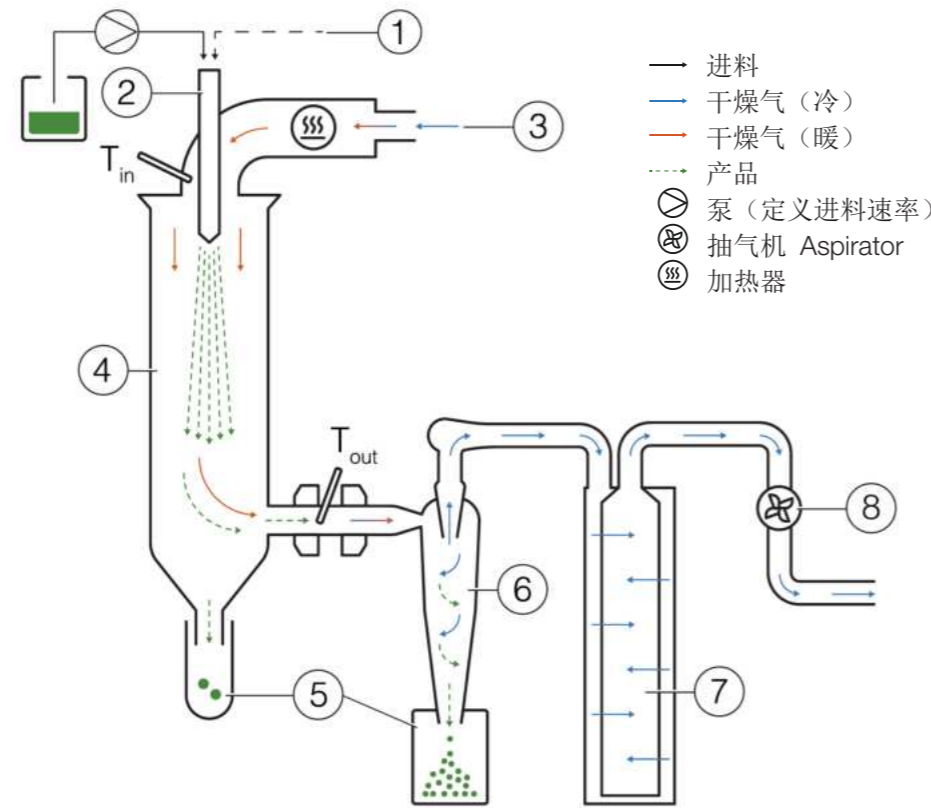 1
2
3
T in
进料
干燥气（冷）
干燥气（暖）
产品
泵（定义进料速率）
抽气机 Aspirator
加热器
4
T out
8
6
7
5